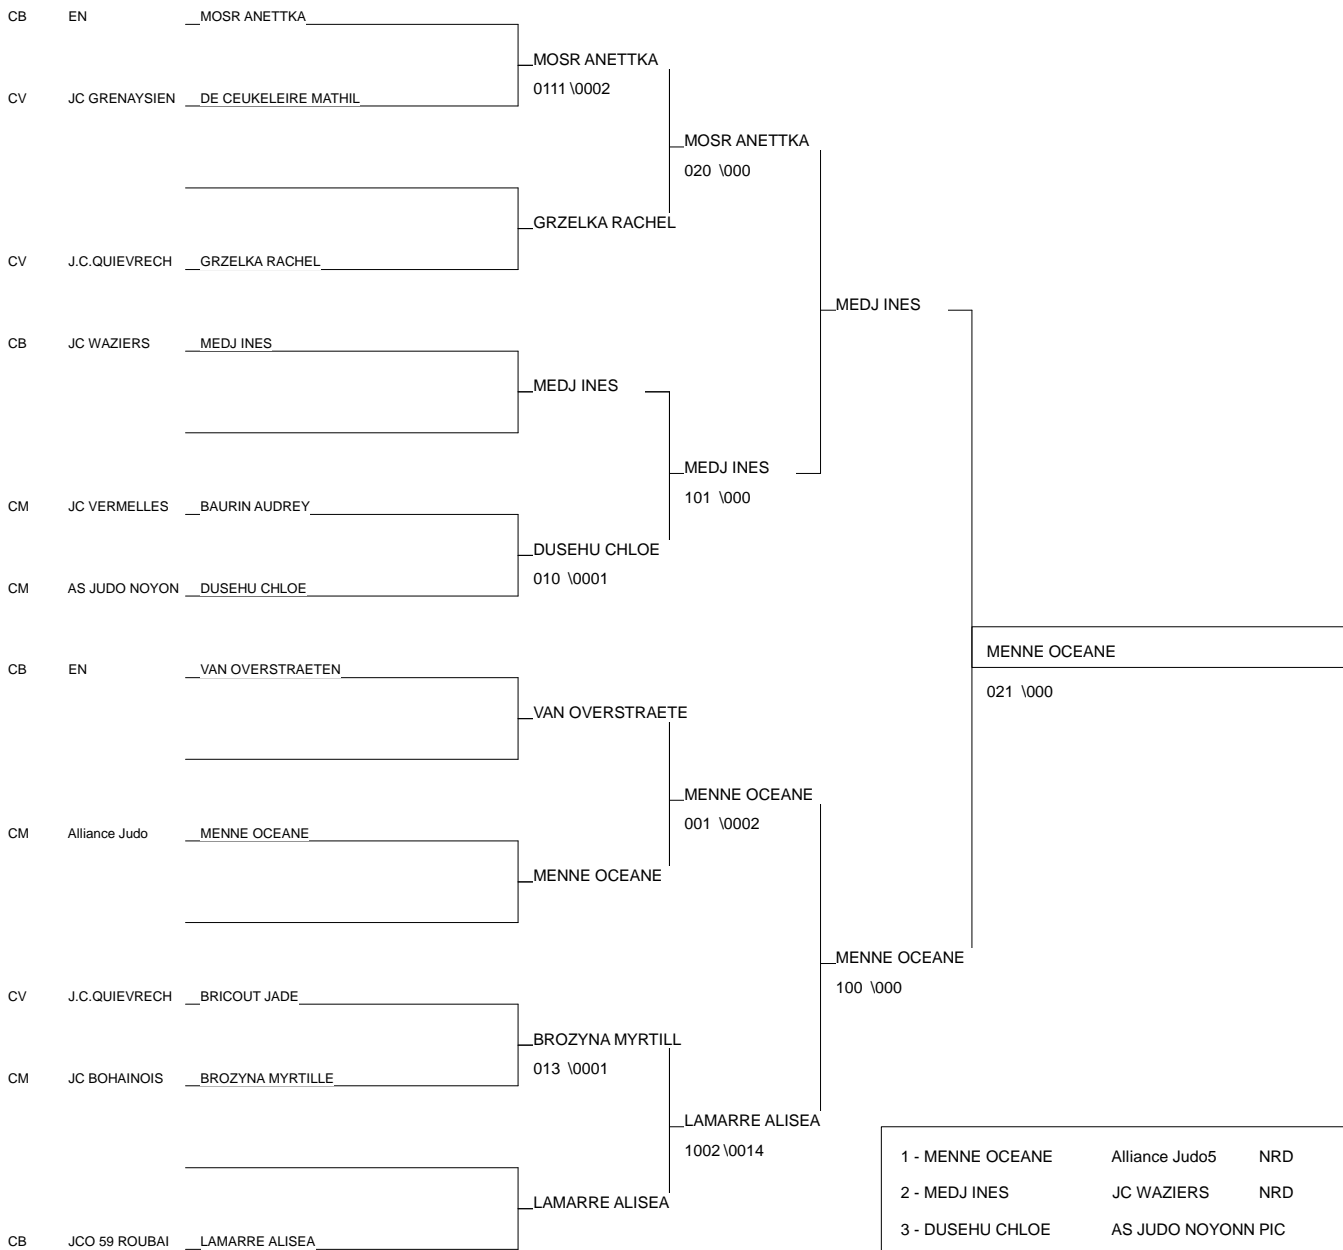 CB EN MOSR ANETTKA
MOSR ANETTKA
0111 \0002
CV JC GRENAYSIEN DE CEUKELEIRE MATHIL
MOSR ANETTKA
020 \000
GRZELKA RACHEL
CV J.C.QUIEVRECH GRZELKA RACHEL
MEDJ INES
CB JC WAZIERS MEDJ INES
MEDJ INES
MEDJ INES
101 \000
CM JC VERMELLES BAURIN AUDREY
DUSEHU CHLOE
010 \0001
CM AS JUDO NOYON DUSEHU CHLOE
MENNE OCEANE
021 \000
CB EN VAN OVERSTRAETEN
VAN OVERSTRAETE
MENNE OCEANE
001 \0002
CM Alliance Judo MENNE OCEANE
MENNE OCEANE
MENNE OCEANE
100 \000
CV J.C.QUIEVRECH BRICOUT JADE
BROZYNA MYRTILL
013 \0001
CM JC BOHAINOIS BROZYNA MYRTILLE
LAMARRE ALISEA
1002 \0014
LAMARRE ALISEA
CB JCO 59 ROUBAI LAMARRE ALISEA
1 - MENNE OCEANE Alliance Judo5 NRD
2 - MEDJ INES JC WAZIERS NRD
3 - DUSEHU CHLOE AS JUDO NOYONN PIC